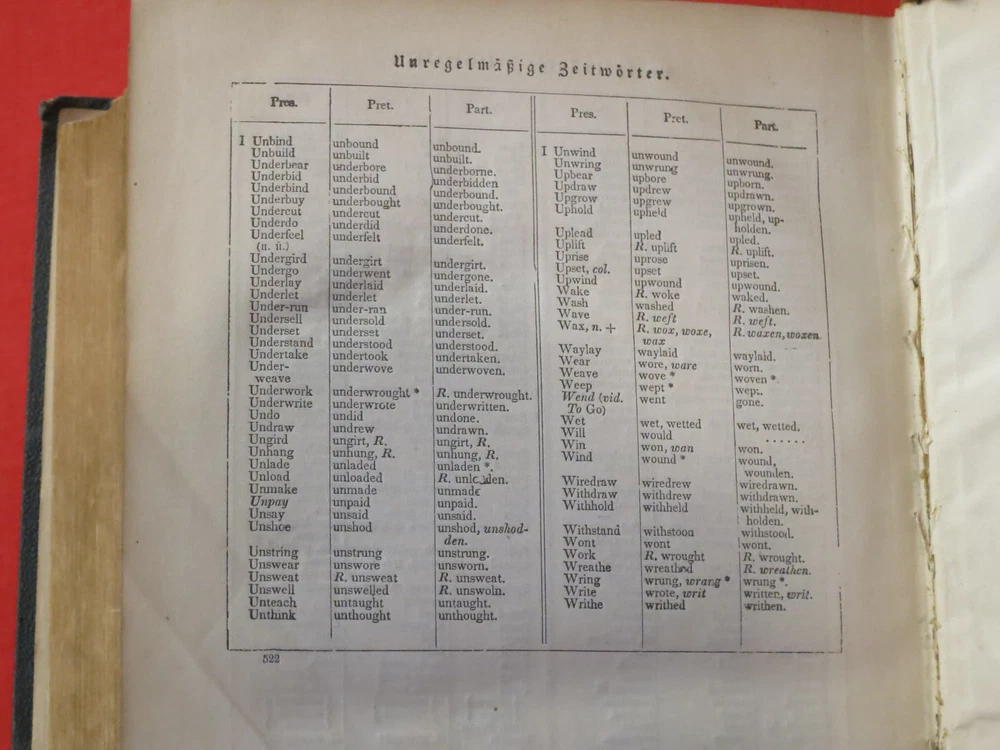 Unregelmäßige Zeitwörter.
Pres. Pret. Part.
I Unbind unbound unbound.
Unbuild unbuilt unbuilt.
Underbear underbore underborne.
Underbid underbid underbidden
Underbind underbound underbound.
Underbuy underbought underbought.
Undercut undercut undercut.
Underdo underdid underdone.
Underfeel underfelt underfelt.
(n. ü.)
Undergird undergirt undergirt.
Undergo underwent undergone.
Underlay underlaid underlaid.
Underlet underlet underlet.
Under-run under-ran under-run.
Undersell undersold undersold.
Underset underset underset.
Understand understood understood.
Undertake undertook undertaken.
Under- underwove underwoven.
weave
Underwork underwrought * R. underwrought.
Underwrite underwrote underwritten.
Undo undid undone.
Undraw undrew undrawn.
Ungird ungirt, R. ungirt, R.
Unhang unhung, R. unhung, R.
Unlade unladed unladen *.
Unload unloaded R. unloaden.
Unmake unmade unmade
Unpay unpaid unpaid.
Unsay unsaid unsaid.
Unshoe unshod unshod, unshod-
den.
Unstring unstrung unstrung.
Unswear unswore unsworn.
Unsweat R. unsweat R. unsweat.
Unswell unswelled R. unswoln.
Unteach untaught untaught.
Unthink unthought unthought.
Pres. Pret. Part.
I Unwind unwound unwound.
Unwring unwrung unwrung.
Upbear upbore upborn.
Updraw updrew updrawn.
Upgrow upgrew upgrown.
Uphold upheld upheld, up-
holden.
Uplead upled upled.
Uplift R. uplift R. uplift.
Uprise uprose uprisen.
Upset, col. upset upset.
Upwind upwound upwound.
Wake R. woke waked.
Wash washed R. washen.
Wave R. weft R. weft.
Wax, n. + R. wox, woxe, R. waxen, woxen
wax
Waylay waylaid waylaid.
Wear wore, ware worn.
Weave wove * woven *.
Weep wept * wept.
Wend (vid. went gone.
To Go)
Wet wet, wetted wet, wetted.
Will would ......
Win won, wan won.
Wind wound * wound,
wounden.
Wiredraw wiredrew wiredrawn.
Withdraw withdrew withdrawn.
Withhold withheld withheld, with-
holden.
Withstand withstood withstood.
Wont wont wont.
Work R. wrought R. wrought.
Wreathe wreathed R. wreathen.
Wring wrung, wrang * wrung *.
Write wrote, writ written, writ.
Writhe writhed writhen.
522